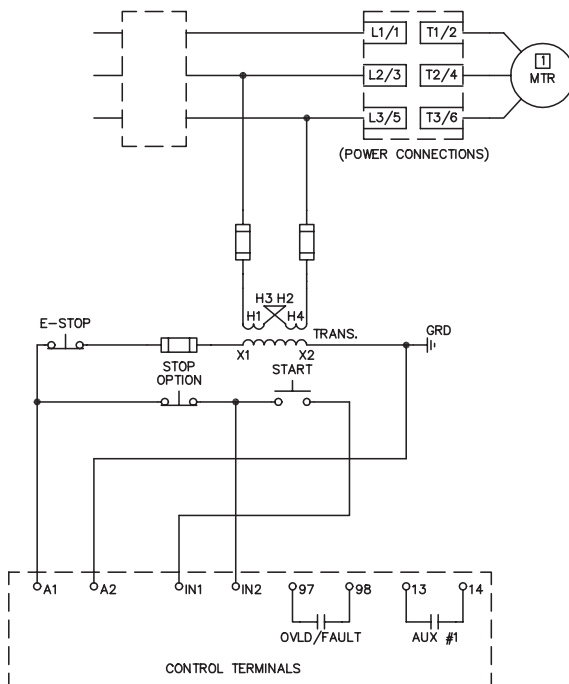 L1/1 T1/2
1
L2/3 T2/4 MTR
L3/5 T3/6
(POWER CONNECTIONS)
H3 H2
H1 H4
E-STOP TRANS. GRD
X1 X2
STOP START
OPTION
A1 A2 IN1 IN2 97 98 13 14
OVLD/FAULT AUX #1
CONTROL TERMINALS